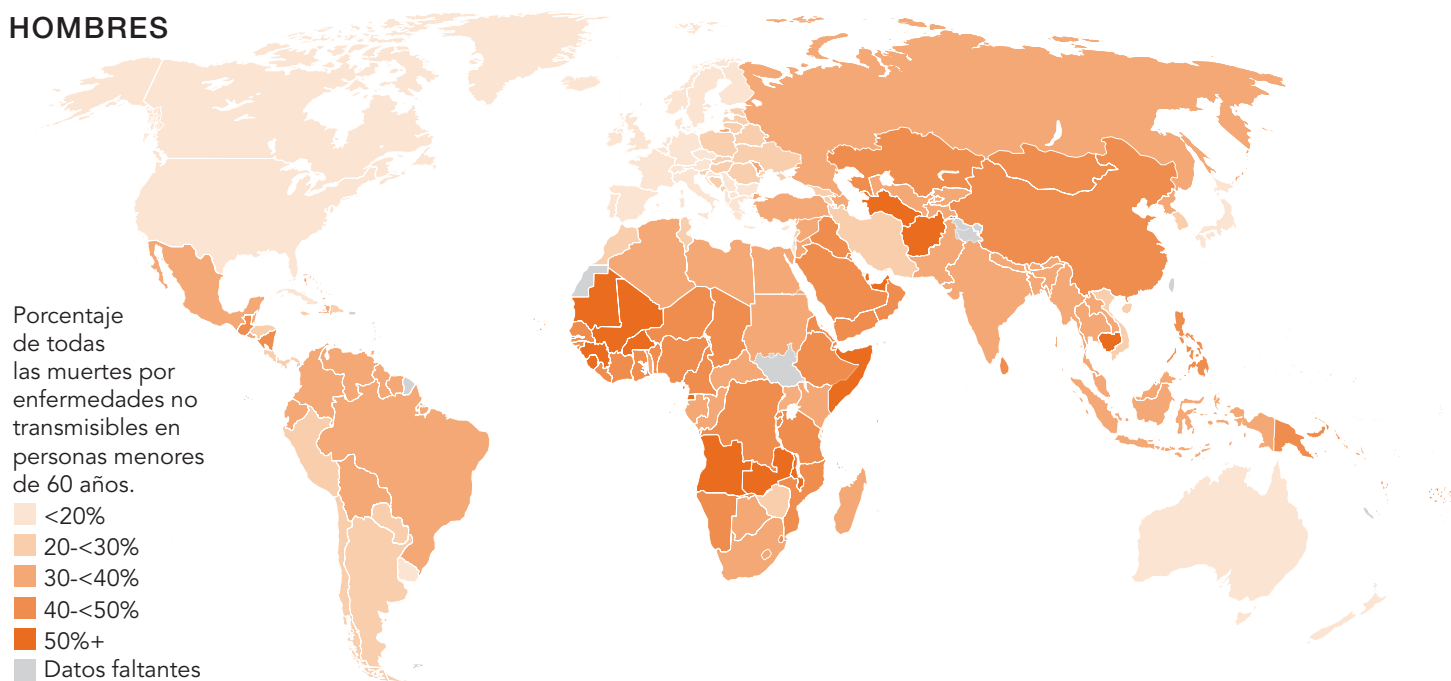 HOMBRES
Porcentaje
de todas
las muertes por
enfermedades no
transmisibles en
personas menores
de 60 años.
<20%
20-<30%
30-<40%
40-<50%
50%+
Datos faltantes